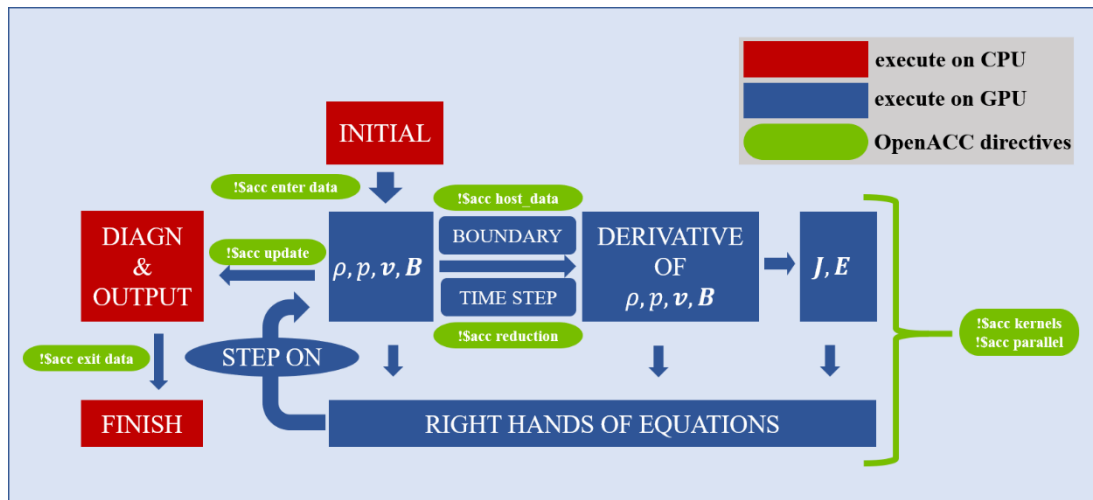 execute on CPU
execute on GPU
OpenACC directives
INITIAL
!$acc enter data
!$acc host_data
DIAGN
&
OUTPUT
!$acc update
ρ, p, v, B
BOUNDARY
TIME STEP
!$acc reduction
DERIVATIVE
OF
ρ, p, v, B
J, E
!$acc kernels
!$acc parallel
!$acc exit data
STEP ON
FINISH
RIGHT HANDS OF EQUATIONS